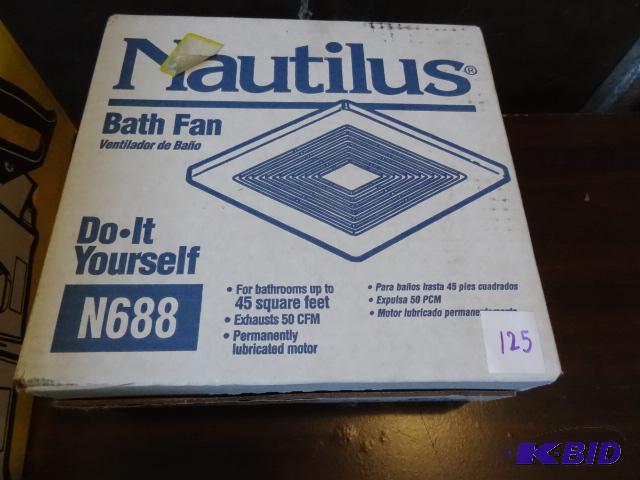 Nautilus®
Bath Fan
Ventilador de Baño
Do•It
Yourself
N688
• For bathrooms up to
45 square feet
• Exhausts 50 CFM
• Permanently
lubricated motor
• Para baños hasta 45 pies cuadrados
• Expulsa 50 PCM
• Motor lubricado
125
K-BID